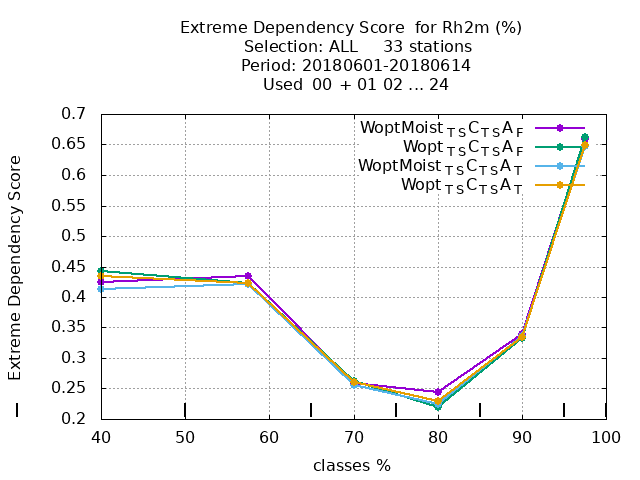 Extreme Dependency Score  for Rh2m (%)
Selection: ALL     33 stations
Period: 20180601-20180614
Used  00 + 01 02 ... 24
0.7
0.65
0.6
0.55
0.5
0.45
0.4
0.35
0.3
0.25
0.2
Extreme Dependency Score
WoptMoist TS C TS A F
Wopt TS C TS A F
WoptMoist TS C TS A T
Wopt TS C TS A T
40 50 60 70 80 90 100
classes %